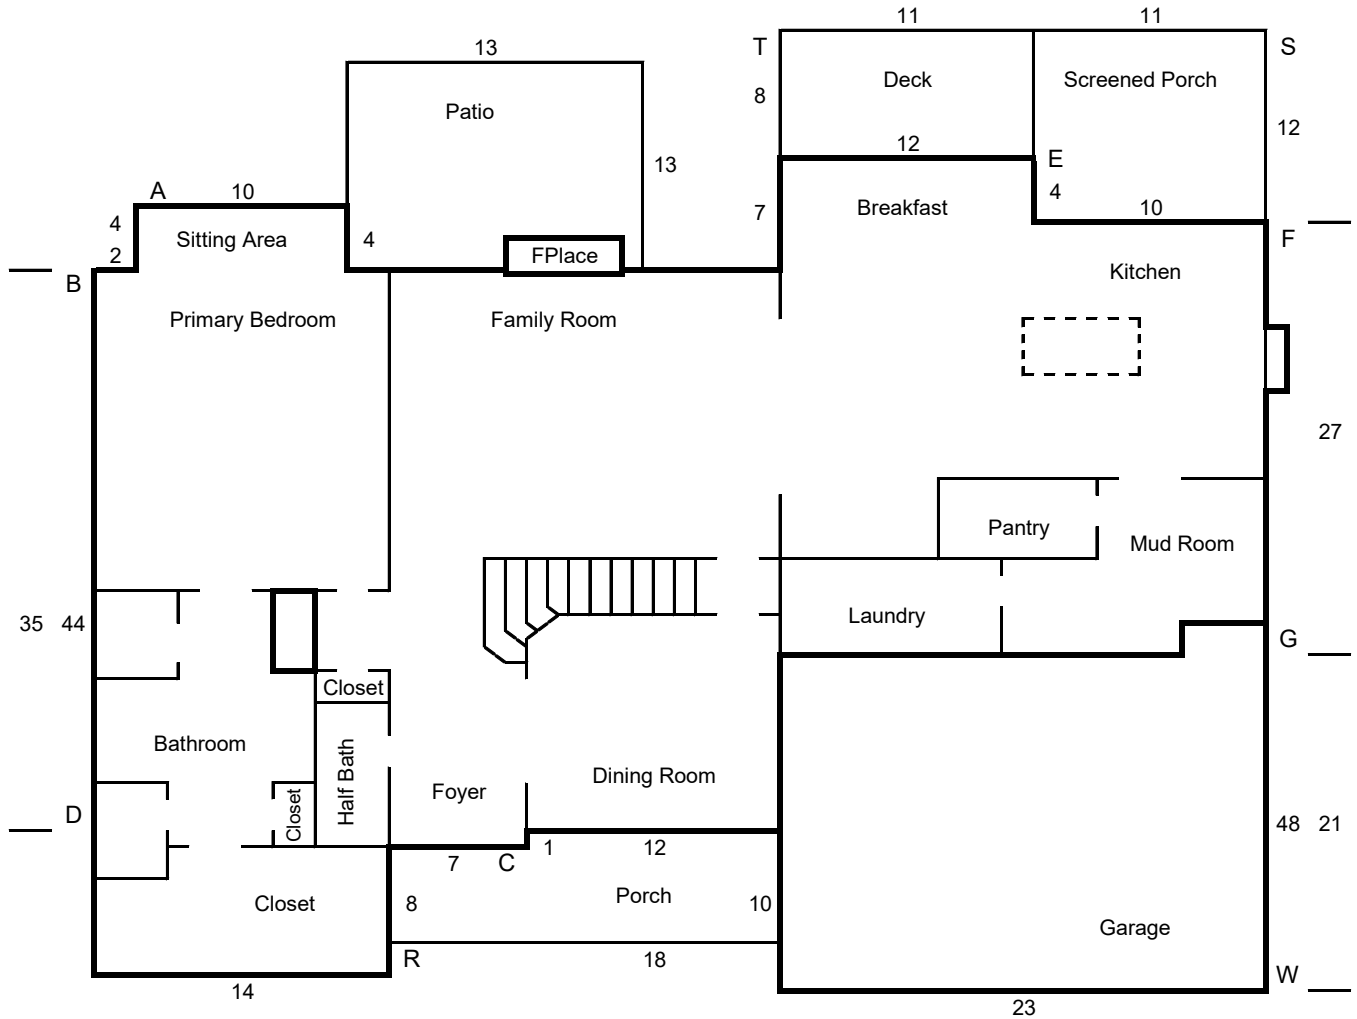 11
11
T
S
13
Deck
Screened Porch
8
Patio
12
12
E
13
A
10
4
7
Breakfast
10
4
Sitting Area
4
F
2
FPlace
Kitchen
B
Primary Bedroom
Family Room
27
Pantry
Mud Room
35
44
Laundry
G
Closet
Bathroom
Half Bath
Dining Room
Foyer
Closet
D
48
21
1
12
7
C
Closet
8
Porch
10
Garage
R
18
W
14
23